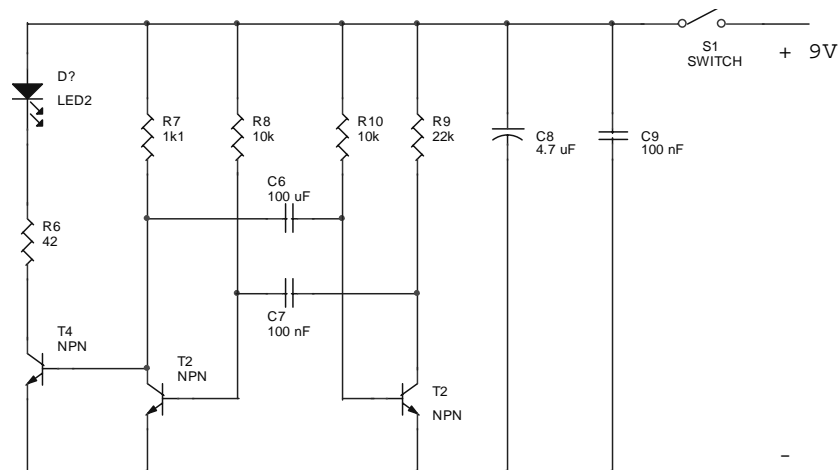 S1
SWITCH
+ 9V
D?
LED2
R7
1k1
R8
10k
R10
10k
R9
22k
C8
4.7 uF
C9
100 nF
C6
100 uF
R6
42
C7
100 nF
T4
NPN
T2
NPN
T2
NPN
-